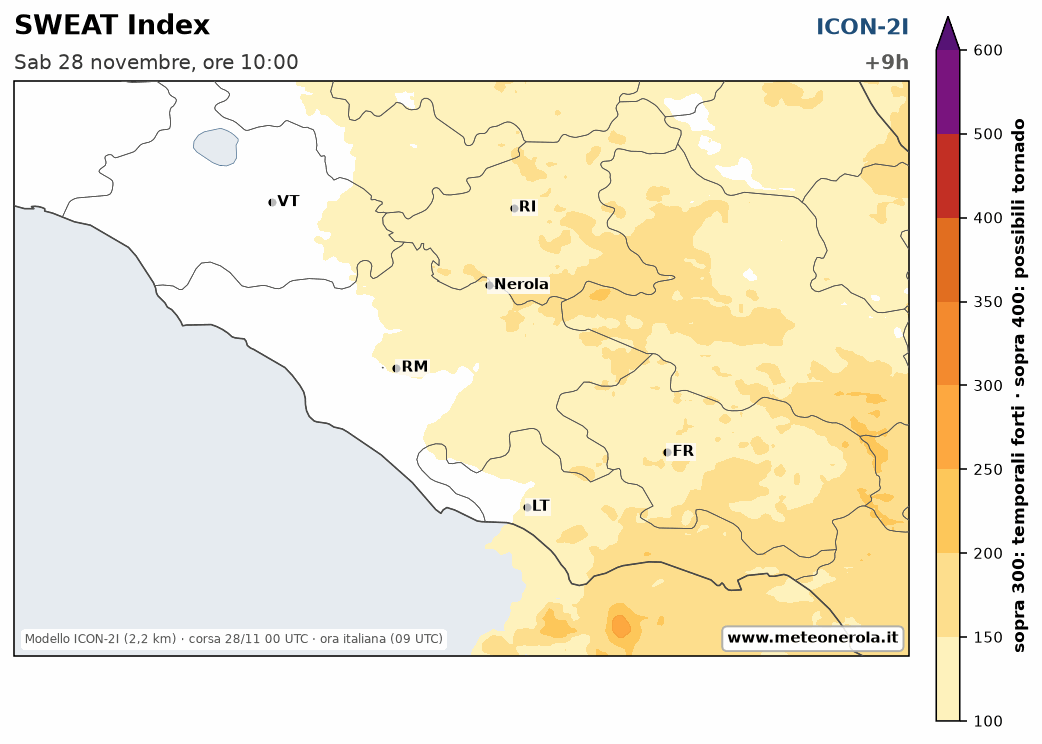 SWEAT Index
ICON-2I
Sab 28 novembre, ore 10:00
+9h
VT
RI
Nerola
RM
FR
LT
Modello ICON-2I (2,2 km) · corsa 28/11 00 UTC · ora italiana (09 UTC)
www.meteonerola.it
600
500
400
350
300
250
200
150
100
sopra 300: temporali forti · sopra 400: possibili tornado